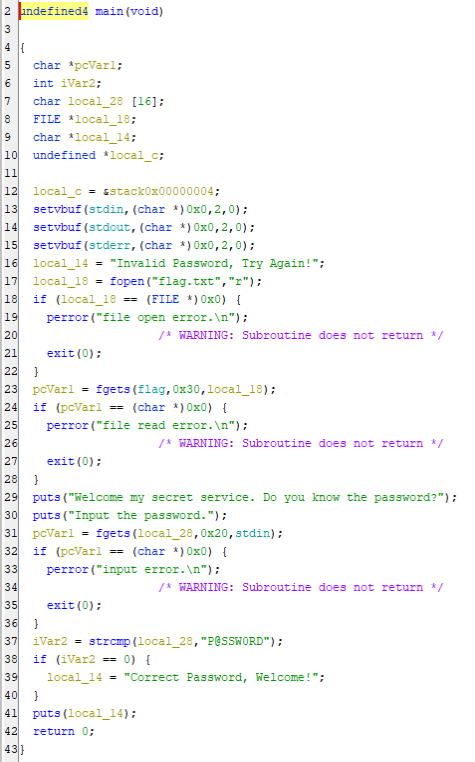 2 undefined4 main(void)
3
4 {
5 char *pcVar1;
6 int iVar2;
7 char local_28 [16];
8 FILE *local_18;
9 char *local_14;
10 undefined *local_c;
11
12 local_c = &stack0x00000004;
13 setvbuf(stdin,(char *)0x0,2,0);
14 setvbuf(stdout,(char *)0x0,2,0);
15 setvbuf(stderr,(char *)0x0,2,0);
16 local_14 = "Invalid Password, Try Again!";
17 local_18 = fopen("flag.txt","r");
18 if (local_18 == (FILE *)0x0) {
19 perror("file open error.\n");
20 /* WARNING: Subroutine does not return */
21 exit(0);
22 }
23 pcVar1 = fgets(flag,0x30,local_18);
24 if (pcVar1 == (char *)0x0) {
25 perror("file read error.\n");
26 /* WARNING: Subroutine does not return */
27 exit(0);
28 }
29 puts("Welcome my secret service. Do you know the password?");
30 puts("Input the password.");
31 pcVar1 = fgets(local_28,0x20,stdin);
32 if (pcVar1 == (char *)0x0) {
33 perror("input error.\n");
34 /* WARNING: Subroutine does not return */
35 exit(0);
36 }
37 iVar2 = strcmp(local_28,"P@SSW0RD");
38 if (iVar2 == 0) {
39 local_14 = "Correct Password, Welcome!";
40 }
41 puts(local_14);
42 return 0;
43 }